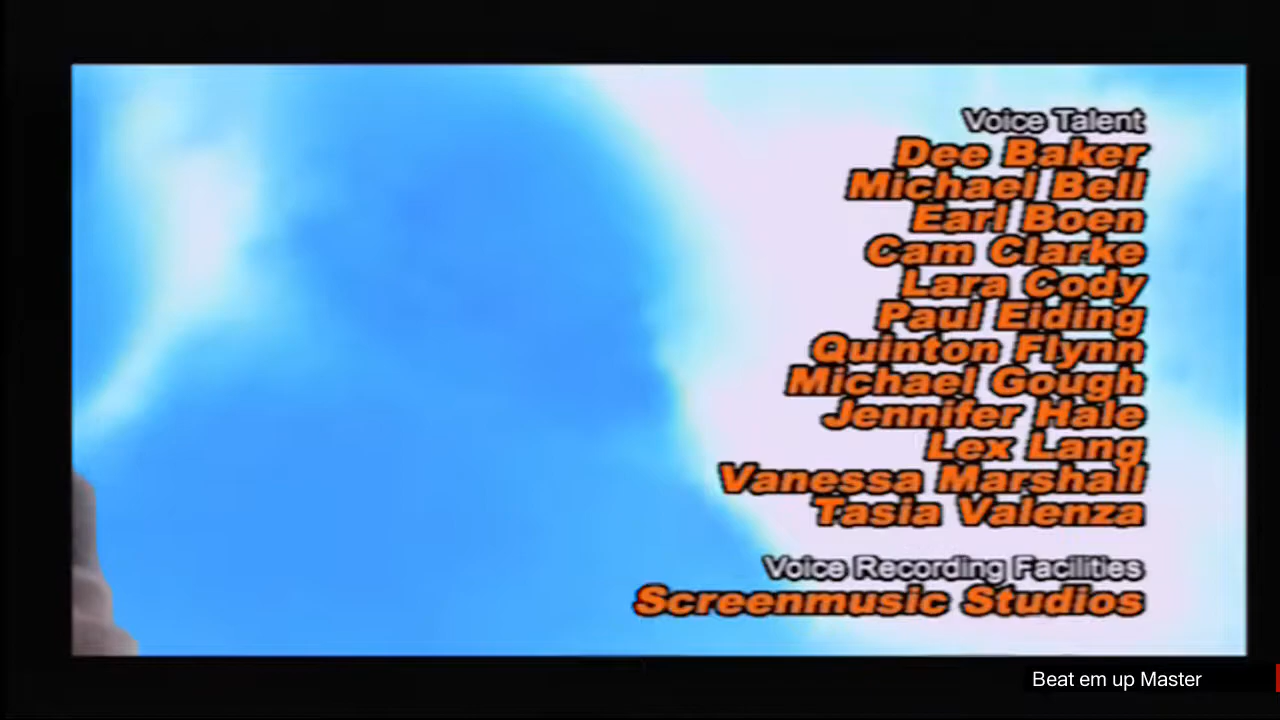 Voice Talent
Dee Baker
Michael Bell
Earl Boen
Cam Clarke
Lara Cody
Paul Eiding
Quinton Flynn
Michael Gough
Jennifer Hale
Lex Lang
Vanessa Marshall
Tasia Valenza
Voice Recording Facilities
Screenmusic Studios
Beat em up Master